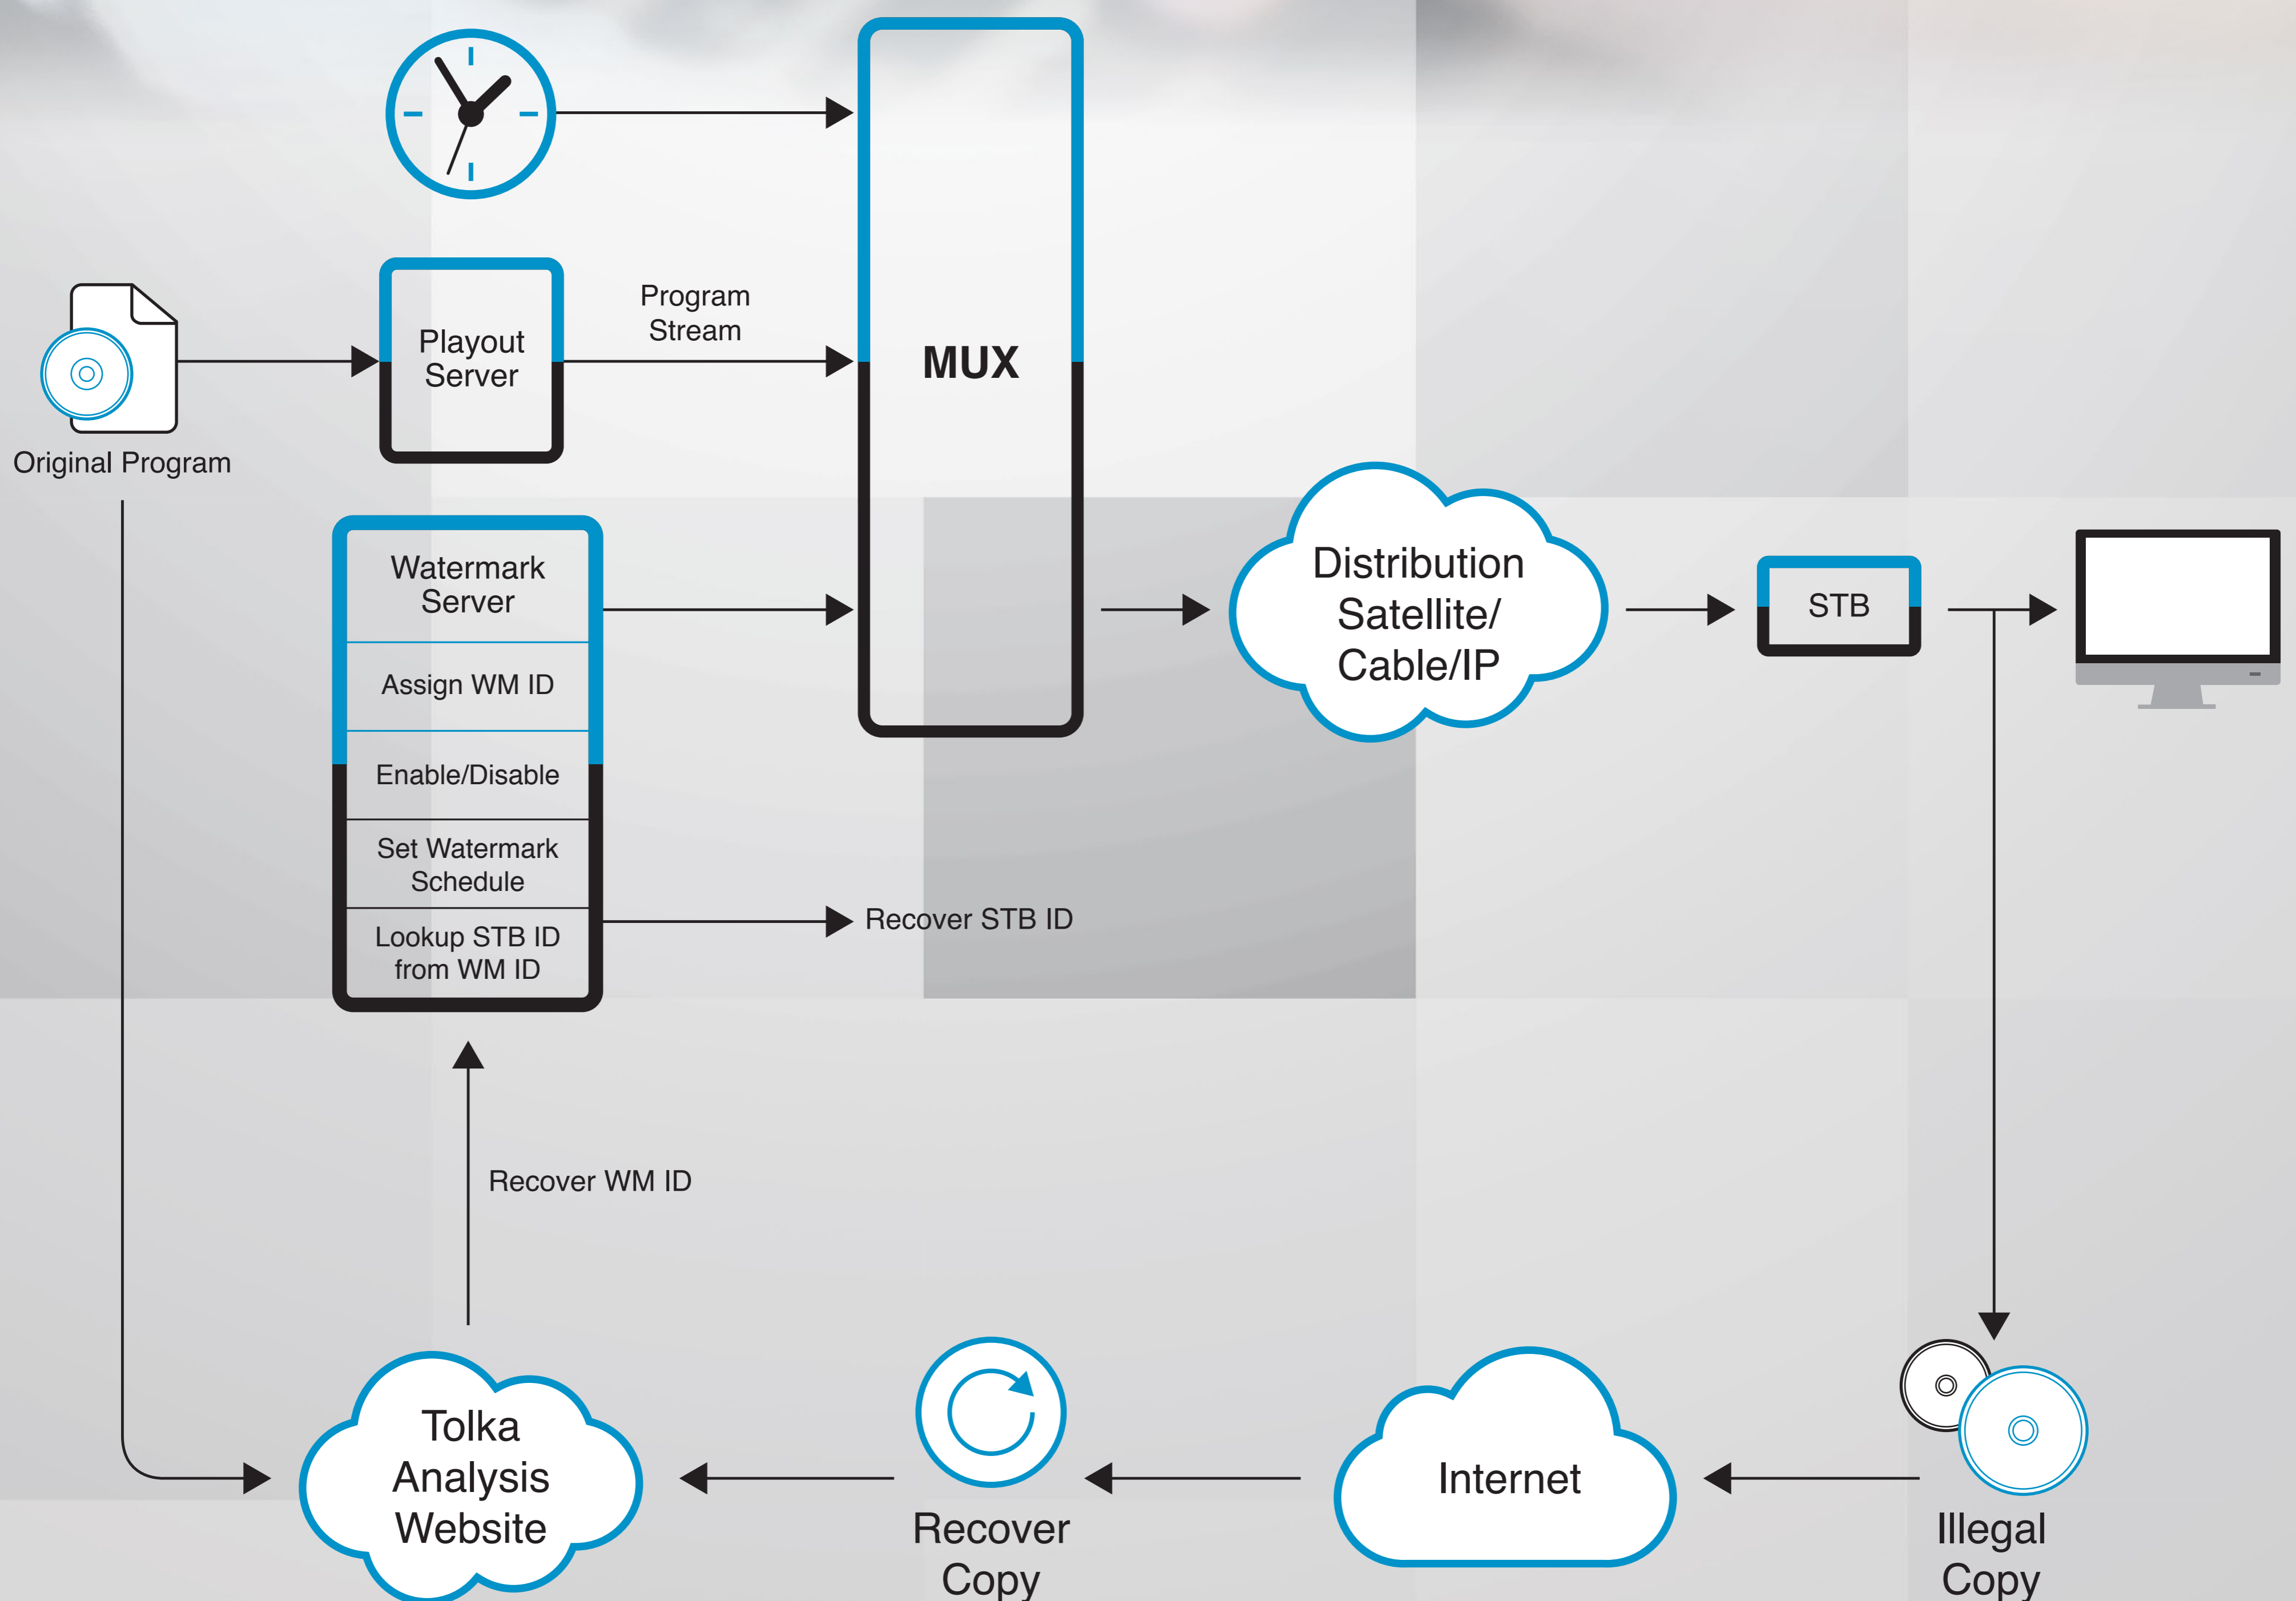 Program
Stream
Playout
Server
MUX
Original Program
Watermark
Server
Assign WM ID
Enable/Disable
Set Watermark
Schedule
Lookup STB ID
from WM ID
Recover STB ID
Distribution
Satellite/
Cable/IP
STB
Recover WM ID
Tolka
Analysis
Website
Recover
Copy
Internet
Illegal
Copy